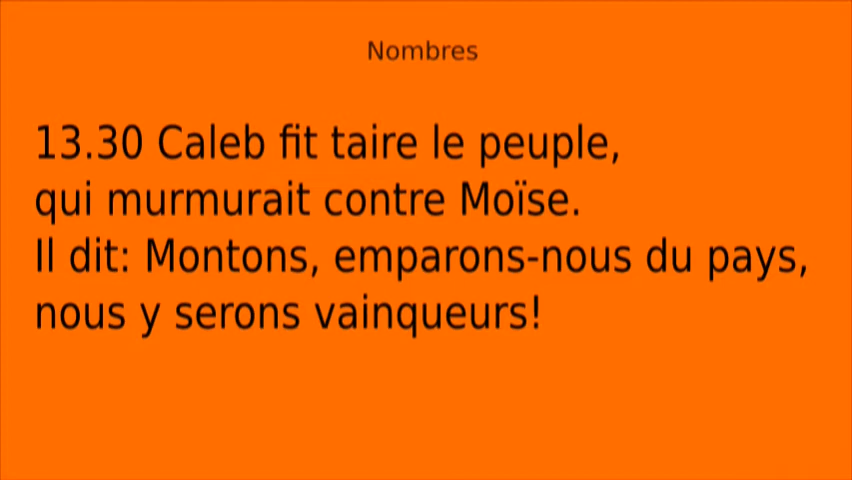 Nombres
13.30 Caleb fit taire le peuple,
qui murmurait contre Moïse.
Il dit: Montons, emparons-nous du pays,
nous y serons vainqueurs!